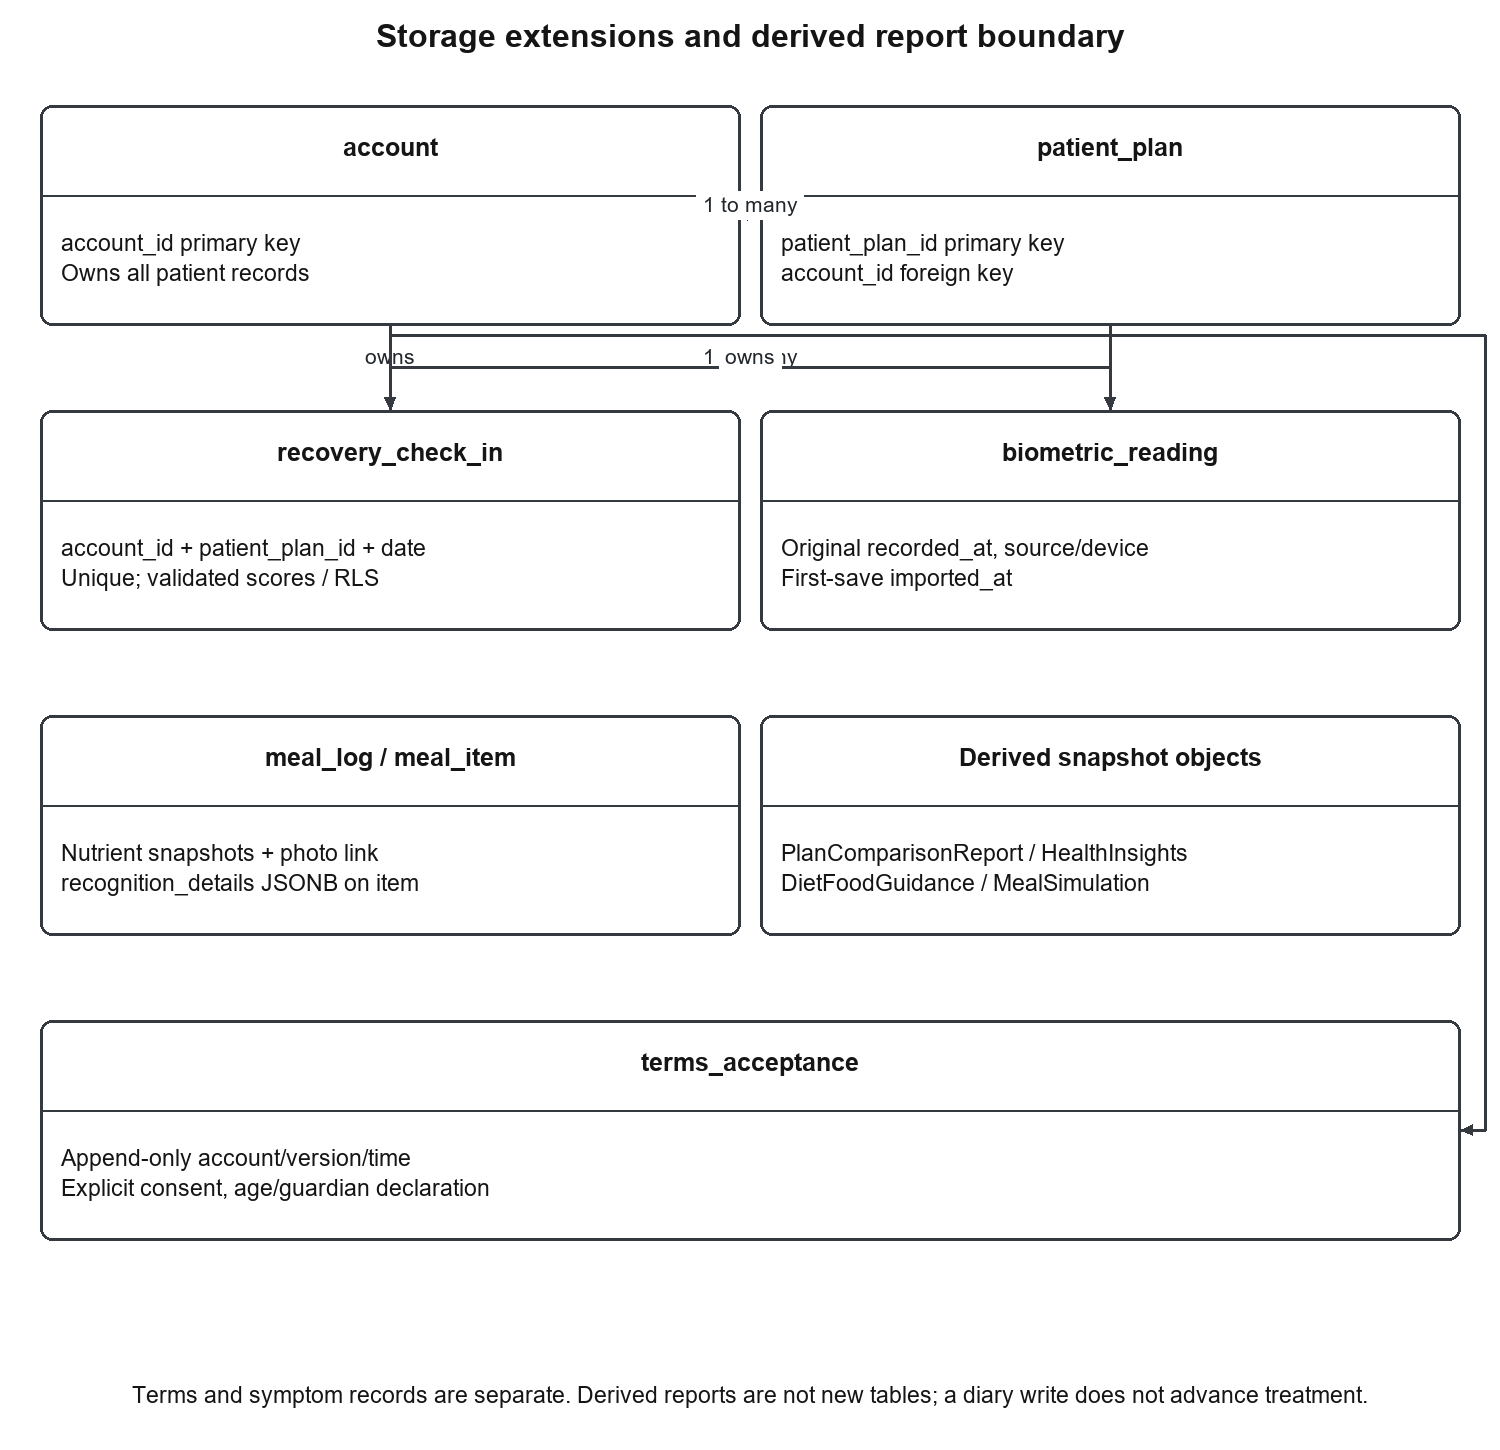 Storage extensions and derived report boundary
account
patient_plan
1 to many
account_id primary key
Owns all patient records
patient_plan_id primary key
account_id foreign key
owns
1 owns y
recovery_check_in
biometric_reading
account_id + patient_plan_id + date
Unique; validated scores / RLS
Original recorded_at, source/device
First-save imported_at
meal_log / meal_item
Derived snapshot objects
Nutrient snapshots + photo link
recognition_details JSONB on item
PlanComparisonReport / HealthInsights
DietFoodGuidance / MealSimulation
terms_acceptance
Append-only account/version/time
Explicit consent, age/guardian declaration
Terms and symptom records are separate. Derived reports are not new tables; a diary write does not advance treatment.